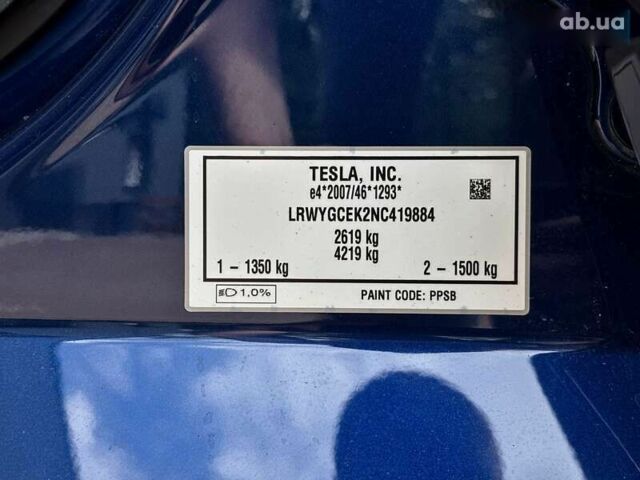 ab.ua
TESLA, INC.
e4*2007/46*1293*
LRWYGCEK2NC419884
2619 kg
4219 kg
1 – 1350 kg 2 – 1500 kg
1,0% PAINT CODE: PPSB